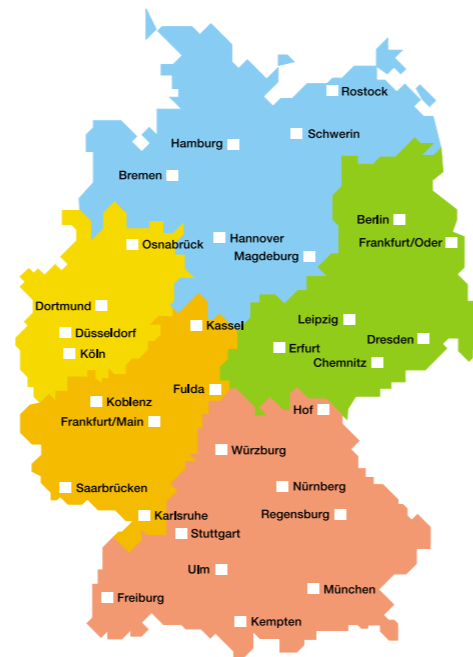 Rostock
Schwerin
Hamburg
Bremen
Berlin
Hannover
Frankfurt/Oder
Osnabrück
Magdeburg
Dortmund
Leipzig
Kassel
Düsseldorf
Dresden
Erfurt
Köln
Chemnitz
Fulda
Koblenz
Hof
Frankfurt/Main
Würzburg
Nürnberg
Saarbrücken
Karlsruhe
Regensburg
Stuttgart
Ulm
München
Freiburg
Kempten